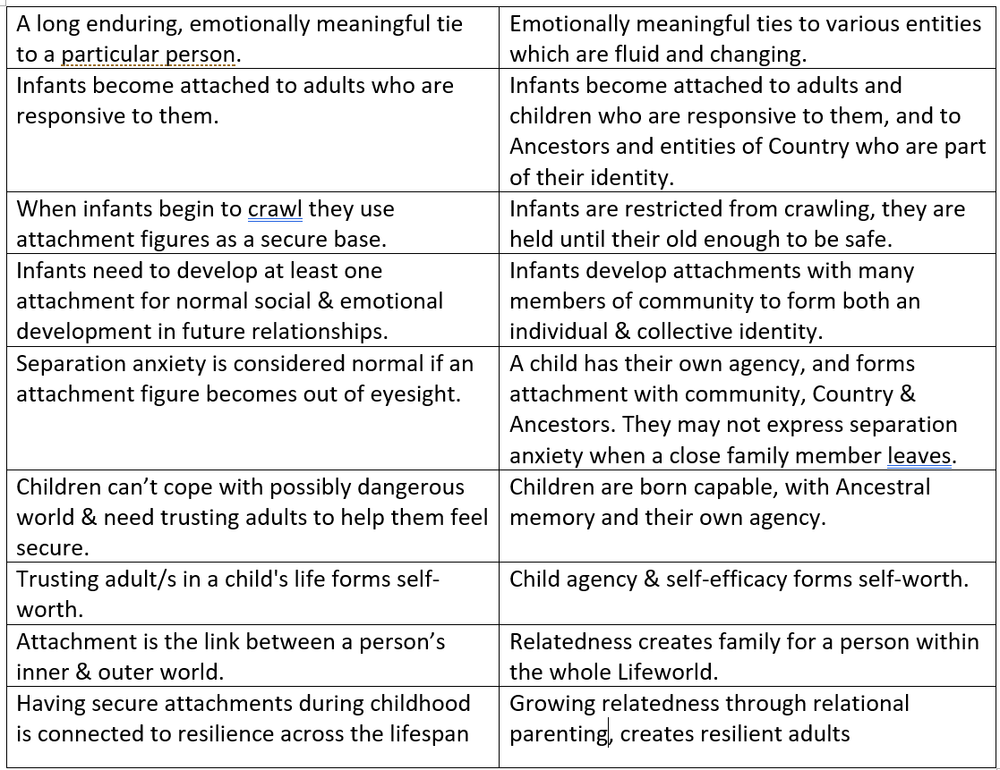 A long enduring, emotionally meaningful tie
to a particular person.
Emotionally meaningful ties to various entities
which are fluid and changing.
Infants become attached to adults who are
responsive to them.
Infants become attached to adults and
children who are responsive to them, and to
Ancestors and entities of Country who are part
of their identity.
When infants begin to crawl they use
attachment figures as a secure base.
Infants are restricted from crawling, they are
held until their old enough to be safe.
Infants need to develop at least one
attachment for normal social & emotional
development in future relationships.
Infants develop attachments with many
members of community to form both an
individual & collective identity.
Separation anxiety is considered normal if an
attachment figure becomes out of eyesight.
A child has their own agency, and forms
attachment with community, Country &
Ancestors. They may not express separation
anxiety when a close family member leaves.
Children can’t cope with possibly dangerous
world & need trusting adults to help them feel
secure.
Children are born capable, with Ancestral
memory and their own agency.
Trusting adult/s in a child's life forms self-
worth.
Child agency & self-efficacy forms self-worth.
Attachment is the link between a person’s
inner & outer world.
Relatedness creates family for a person within
the whole Lifeworld.
Having secure attachments during childhood
is connected to resilience across the lifespan
Growing relatedness through relational
parenting, creates resilient adults